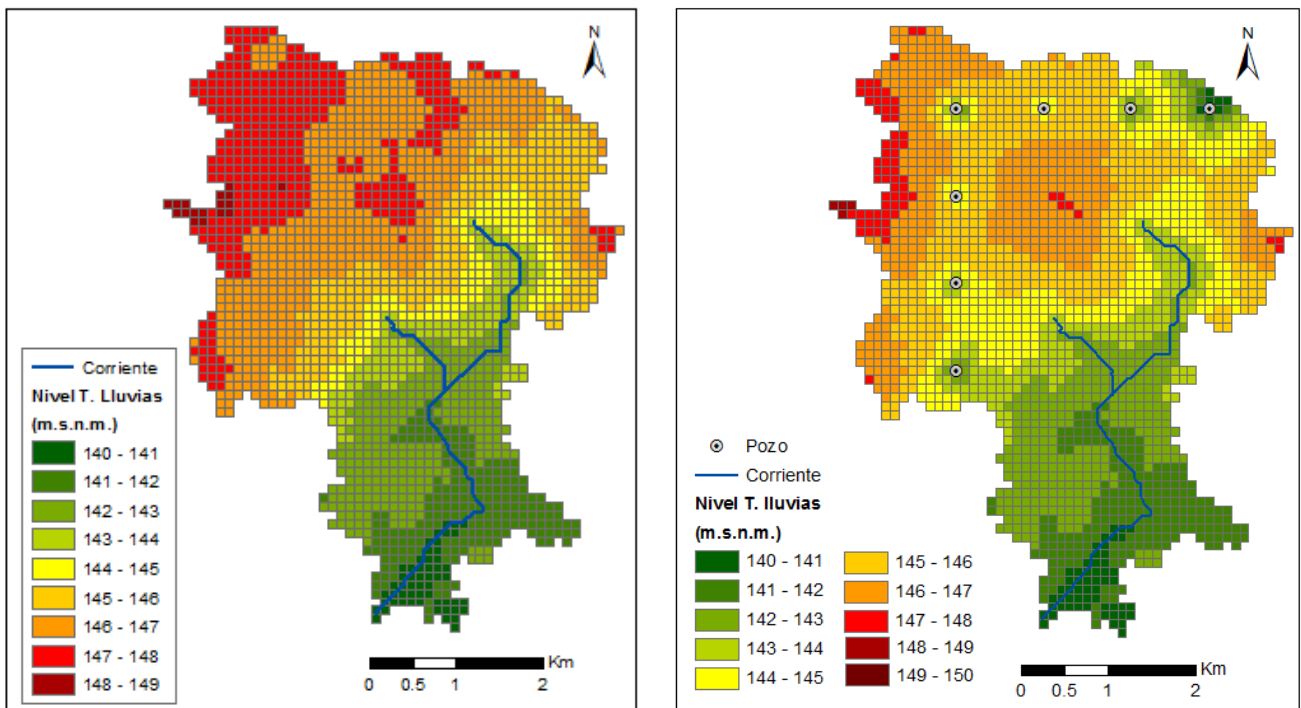 N
Corriente
Nivel T. Lluvias
(m.s.n.m.)
140 - 141
141 - 142
142 - 143
143 - 144
144 - 145
145 - 146
146 - 147
147 - 148
148 - 149
Km
0 0.5 1 2
N
Pozo
Corriente
Nivel T. lluvias
(m.s.n.m.)
140 - 141
141 - 142
142 - 143
143 - 144
144 - 145
145 - 146
146 - 147
147 - 148
148 - 149
149 - 150
Km
0 0.5 1 2